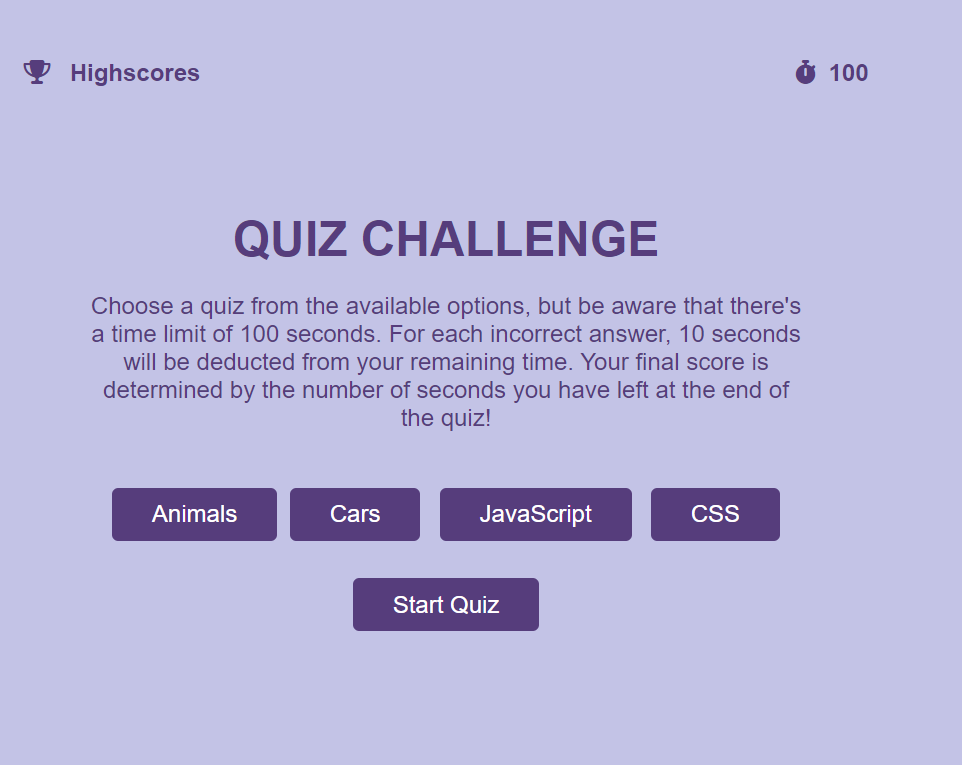 Highscores 100
QUIZ CHALLENGE
Choose a quiz from the available options, but be aware that there's
a time limit of 100 seconds. For each incorrect answer, 10 seconds
will be deducted from your remaining time. Your final score is
determined by the number of seconds you have left at the end of
the quiz!
Animals Cars JavaScript CSS
Start Quiz